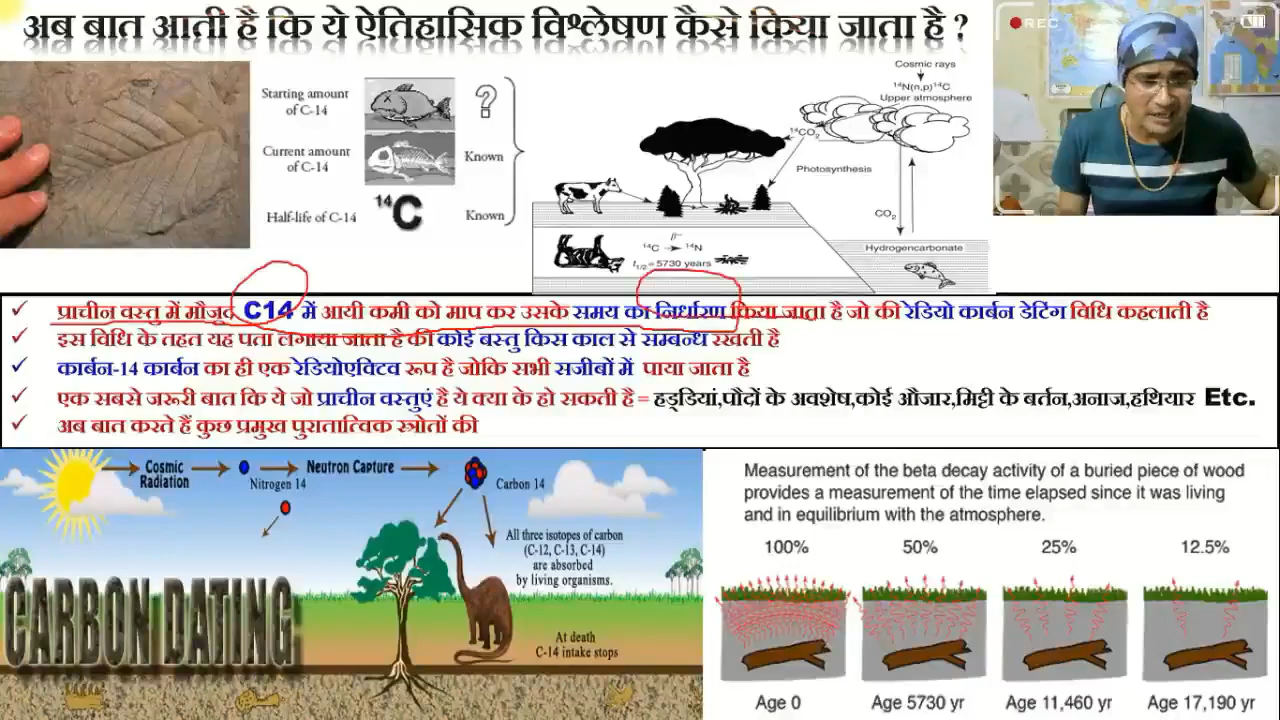 अब बात आती है कि ये ऐतिहासिक विश्लेषण कैसे किया जाता है ?
REC
Starting amount
of C-14
?
Current amount
of C-14
Known
Half-life of C-14
¹⁴C
Known
Cosmic rays
¹⁴N(n,p)¹⁴C
Upper atmosphere
¹⁴CO₂
Photosynthesis
CO₂
Hydrogencarbonate
β⁻
¹⁴C → ¹⁴N
t₁/₂ = 5730 years
✓ प्राचीन वस्तु में मौजूद C14 में आयी कमी को माप कर उसके समय का निर्धारण किया जाता है जो की रेडियो कार्बन डेटिंग विधि कहलाती है
✓ इस विधि के तहत यह पता लगाया जाता है की कोई बस्तु किस काल से सम्बन्ध रखती है
✓ कार्बन-14 कार्बन का ही एक रेडियोएक्टिव रूप है जोकि सभी सजीबों में पाया जाता है
✓ एक सबसे जरूरी बात कि ये जो प्राचीन वस्तुएं है ये क्या के हो सकती है = हड्डियां,पौदों के अवशेष,कोई औजार,मिट्टी के बर्तन,अनाज,हथियार Etc.
✓ अब बात करते हैं कुछ प्रमुख पुरातात्विक स्त्रोतों की
Cosmic
Radiation
Nitrogen 14
Neutron Capture
Carbon 14
All three isotopes of carbon
(C-12, C-13, C-14)
are absorbed
by living organisms.
At death
C-14 intake stops
CARBON DATING
Measurement of the beta decay activity of a buried piece of wood
provides a measurement of the time elapsed since it was living
and in equilibrium with the atmosphere.
100% 50% 25% 12.5%
Age 0 Age 5730 yr Age 11,460 yr Age 17,190 yr